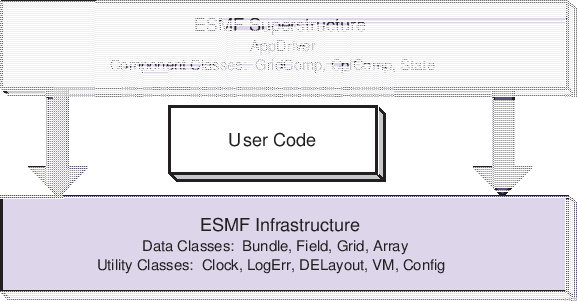 ESMF Superstructure
AppDriver
Component Classes: GridComp, CplComp, State
User Code
ESMF Infrastructure
Data Classes: Bundle, Field, Grid, Array
Utility Classes: Clock, LogErr, DELayout, VM, Config